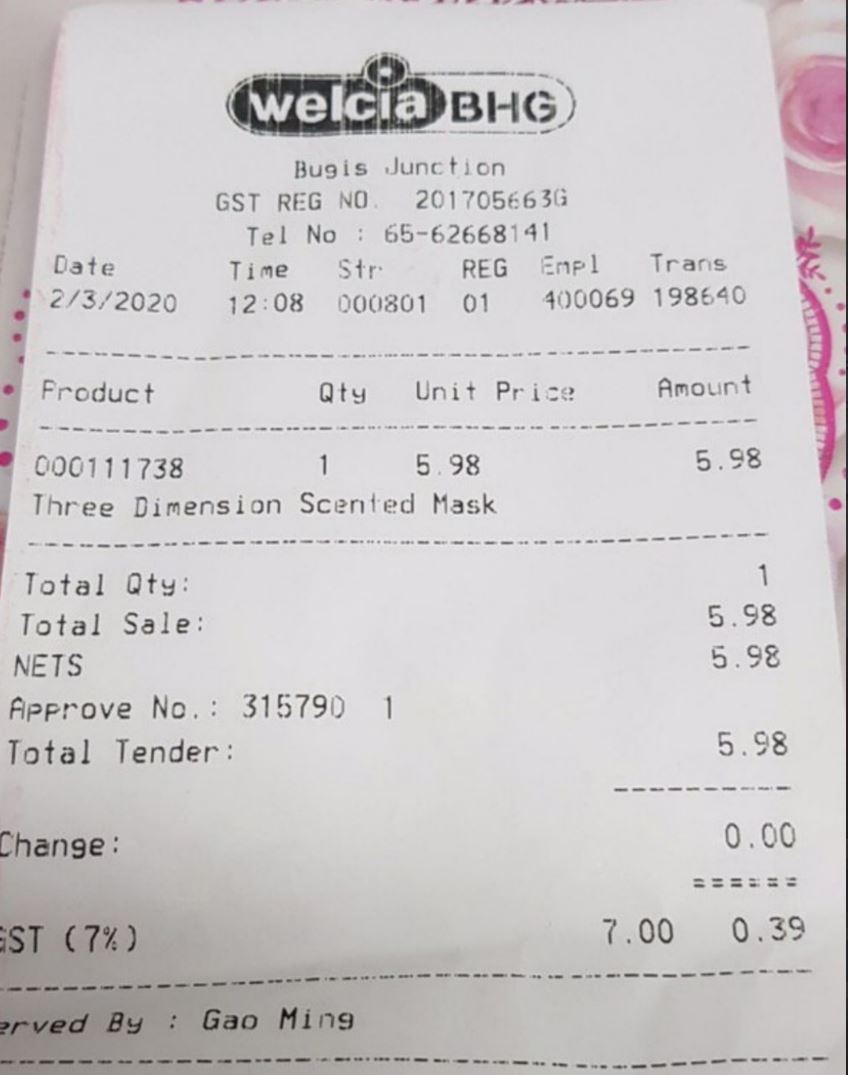 welcia BHG
Bugis Junction
GST REG NO. 201705663G
Tel No : 65-62668141
Date Time Str REG Empl Trans
2/3/2020 12:08 000801 01 400069 198640
Product Qty Unit Price Amount
000111738 1 5.98 5.98
Three Dimension Scented Mask
Total Qty: 1
Total Sale: 5.98
NETS 5.98
Approve No.: 315790 1
Total Tender: 5.98
Change: 0.00
GST (7%) 7.00 0.39
erved By : Gao Ming